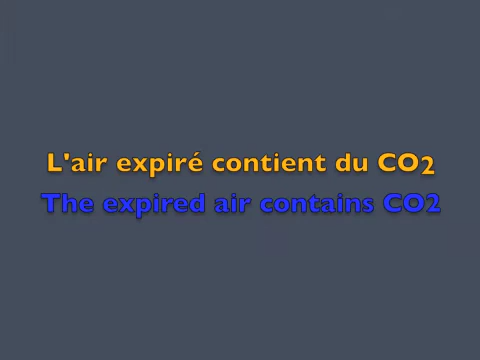 L'air expiré contient du CO2
The expired air contains CO2